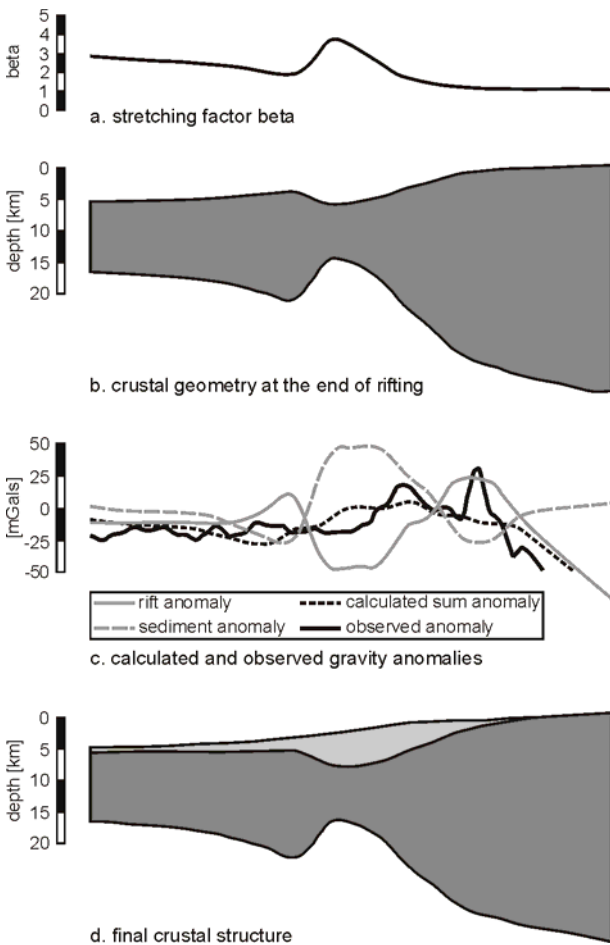 5
4
3
2
1
0
beta
a. stretching factor beta
0
5
10
15
20
depth [km]
b. crustal geometry at the end of rifting
50
25
0
-25
-50
[mGals]
rift anomaly
calculated sum anomaly
sediment anomaly
observed anomaly
c. calculated and observed gravity anomalies
0
5
10
15
20
depth [km]
d. final crustal structure